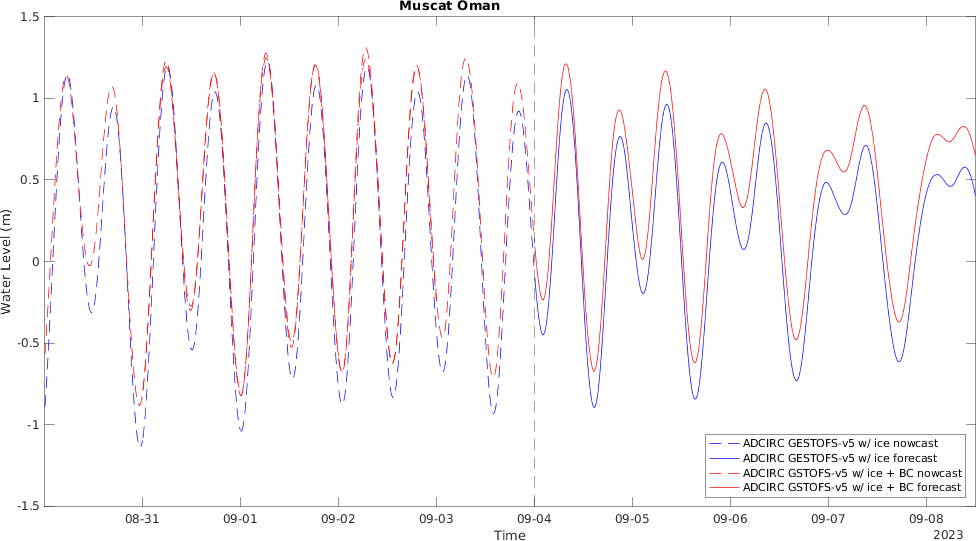 Muscat Oman
1.5
1
0.5
0
-0.5
-1
-1.5
Water Level (m)
ADCIRC GESTOFS-v5 w/ ice nowcast
ADCIRC GESTOFS-v5 w/ ice forecast
ADCIRC GSTOFS-v5 w/ ice + BC nowcast
ADCIRC GSTOFS-v5 w/ ice + BC forecast
08-31 09-01 09-02 09-03 09-04 09-05 09-06 09-07 09-08
Time
2023